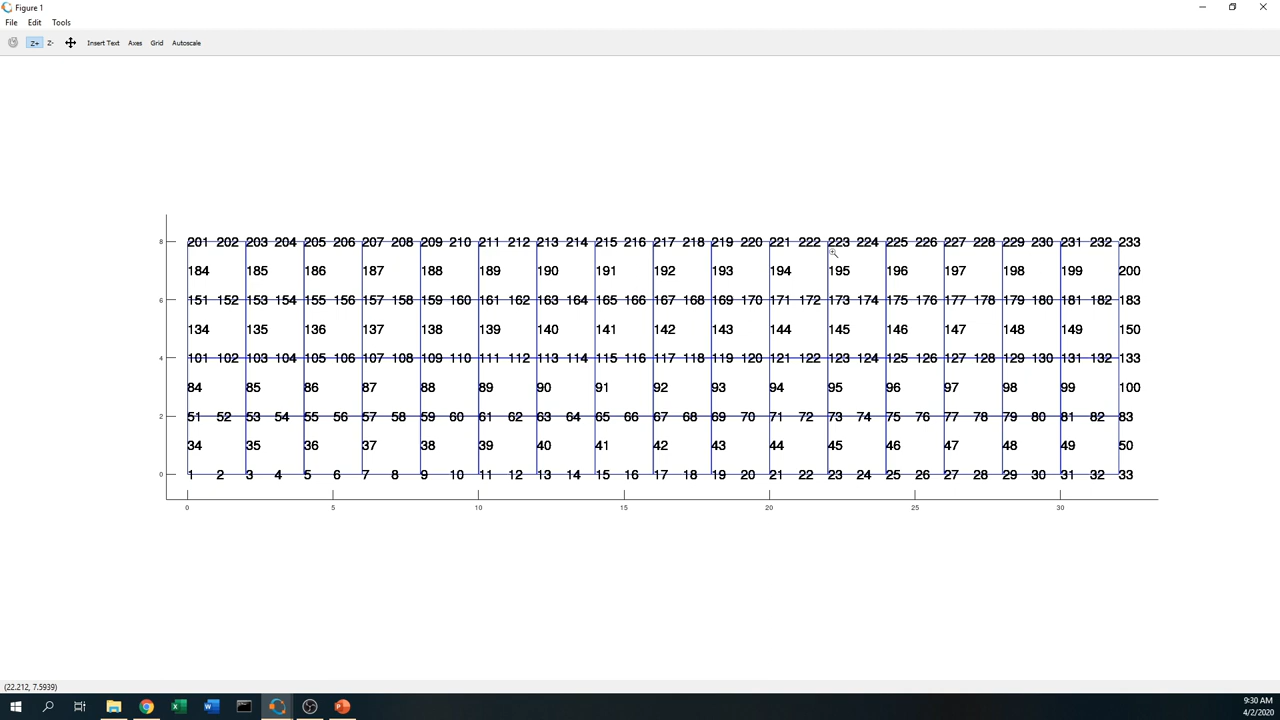 Figure 1
File Edit Tools
Z+ Z- Insert Text Axes Grid Autoscale
8 201 202 203 204 205 206 207 208 209 210 211 212 213 214 215 216 217 218 219 220 221 222 223 224 225 226 227 228 229 230 231 232 233
184 185 186 187 188 189 190 191 192 193 194 195 196 197 198 199 200
6 151 152 153 154 155 156 157 158 159 160 161 162 163 164 165 166 167 168 169 170 171 172 173 174 175 176 177 178 179 180 181 182 183
134 135 136 137 138 139 140 141 142 143 144 145 146 147 148 149 150
4 101 102 103 104 105 106 107 108 109 110 111 112 113 114 115 116 117 118 119 120 121 122 123 124 125 126 127 128 129 130 131 132 133
84 85 86 87 88 89 90 91 92 93 94 95 96 97 98 99 100
2 51 52 53 54 55 56 57 58 59 60 61 62 63 64 65 66 67 68 69 70 71 72 73 74 75 76 77 78 79 80 81 82 83
34 35 36 37 38 39 40 41 42 43 44 45 46 47 48 49 50
0 1 2 3 4 5 6 7 8 9 10 11 12 13 14 15 16 17 18 19 20 21 22 23 24 25 26 27 28 29 30 31 32 33
0 5 10 15 20 25 30
(22.212, 7.5939)
9:30 AM
4/2/2020